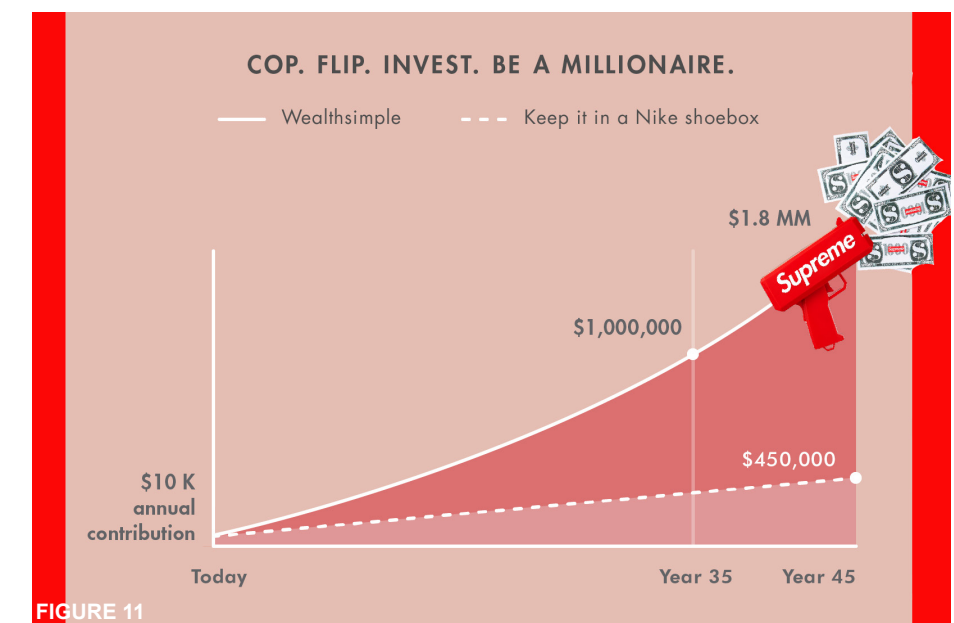 COP. FLIP. INVEST. BE A MILLIONAIRE.
Wealthsimple Keep it in a Nike shoebox
$1.8 MM
Supreme
$1,000,000
$450,000
$10 K
annual
contribution
Today Year 35 Year 45
FIGURE 11